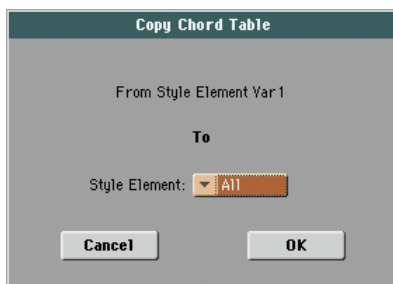 Copy Chord Table
From Style Element Var1
To
Style Element: All
Cancel OK